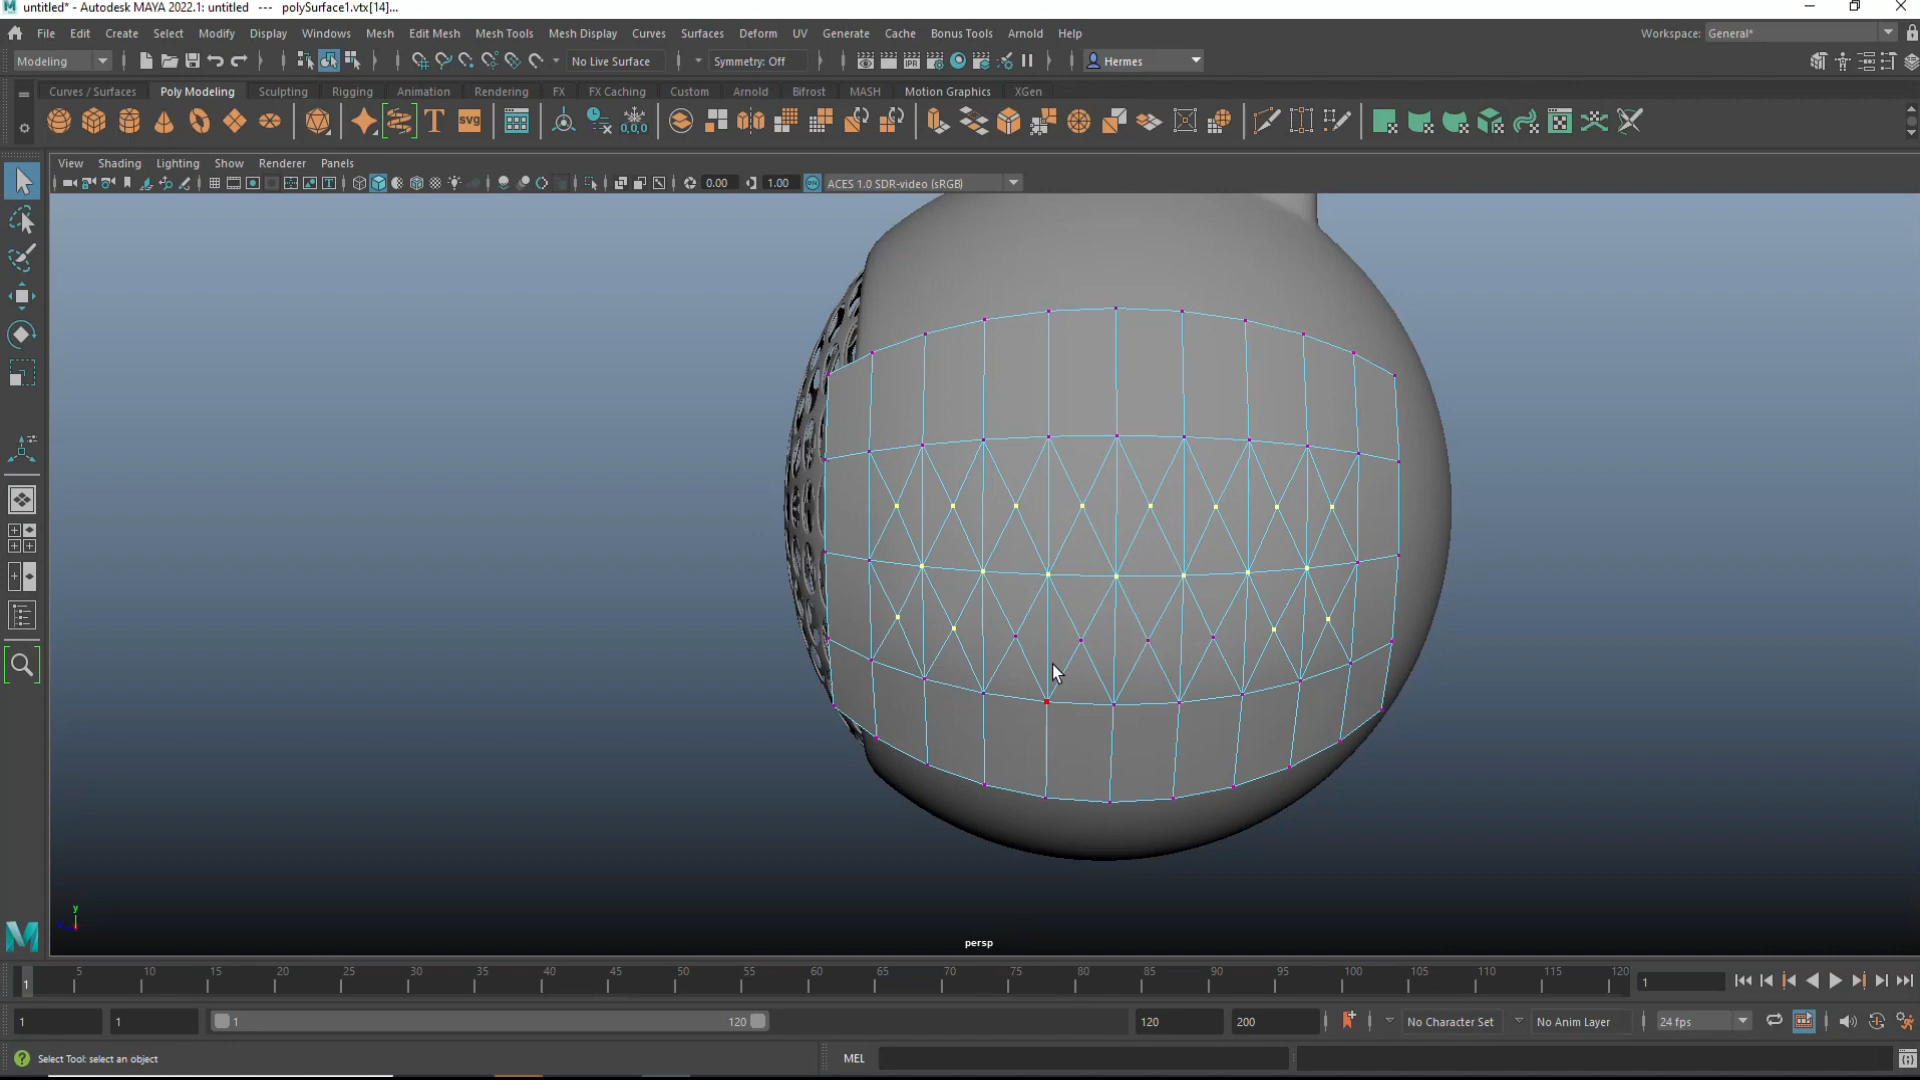 untitled* - Autodesk MAYA 2022.1: untitled --- polySurface1.vtx[14]...
File Edit Create Select Modify Display Windows Mesh Edit Mesh Mesh Tools Mesh Display Curves Surfaces Deform UV Generate Cache Bonus Tools Arnold Help Workspace: General*
Modeling No Live Surface Symmetry: Off IPR Hermes
Curves / Surfaces Poly Modeling Sculpting Rigging Animation Rendering FX FX Caching Custom Arnold Bifrost MASH Motion Graphics XGen
T SVG 0,0,0
View Shading Lighting Show Renderer Panels
0.00 1.00 ACES 1.0 SDR-video (sRGB)
y
persp
5 10 15 20 25 30 35 40 45 50 55 60 65 70 75 80 85 90 95 100 105 110 115 120
1 1
1 1 1 120 120 200 No Character Set No Anim Layer 24 fps
Select Tool: select an object MEL